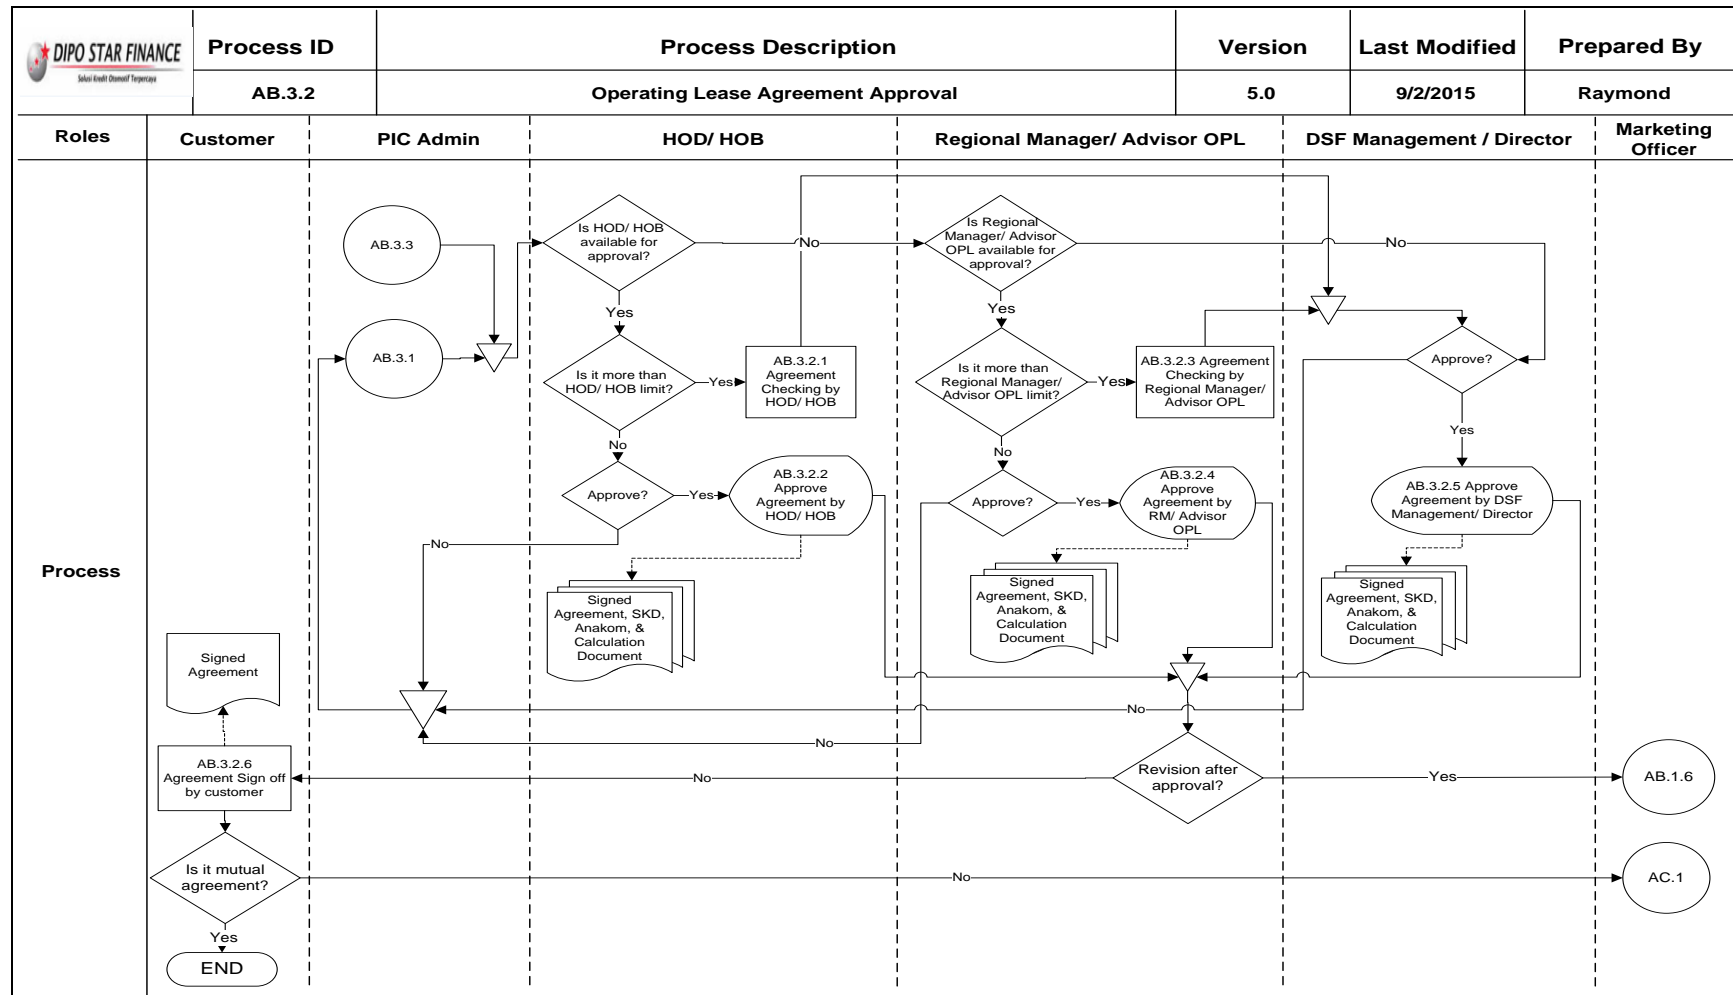 DIPO STAR FINANCE
Solusi Kredit Otomotif Terpercaya
Process ID
Process Description
Version
Last Modified
Prepared By
AB.3.2
Operating Lease Agreement Approval
5.0
9/2/2015
Raymond
Roles
Customer
PIC Admin
HOD/ HOB
Regional Manager/ Advisor OPL
DSF Management / Director
Marketing
Officer
Process
AB.3.3
Is HOD/ HOB
available for
approval?
No
Is Regional
Manager/ Advisor
OPL available for
approval?
No
Yes
Yes
AB.3.1
Is it more than
HOD/ HOB limit?
Yes
AB.3.2.1
Agreement
Checking by
HOD/ HOB
Is it more than
Regional Manager/
Advisor OPL limit?
Yes
AB.3.2.3 Agreement
Checking by
Regional Manager/
Advisor OPL
Approve?
No
No
Yes
Approve?
Yes
AB.3.2.2
Approve
Agreement by
HOD/ HOB
Approve?
Yes
AB.3.2.4
Approve
Agreement by
RM/ Advisor
OPL
AB.3.2.5 Approve
Agreement by DSF
Management/ Director
No
Signed
Agreement, SKD,
Anakom, &
Calculation
Document
Signed
Agreement, SKD,
Anakom, &
Calculation
Document
Signed
Agreement, SKD,
Anakom, &
Calculation
Document
Signed
Agreement
No
No
AB.3.2.6
Agreement Sign off
by customer
No
Revision after
approval?
Yes
AB.1.6
Is it mutual
agreement?
No
AC.1
Yes
END